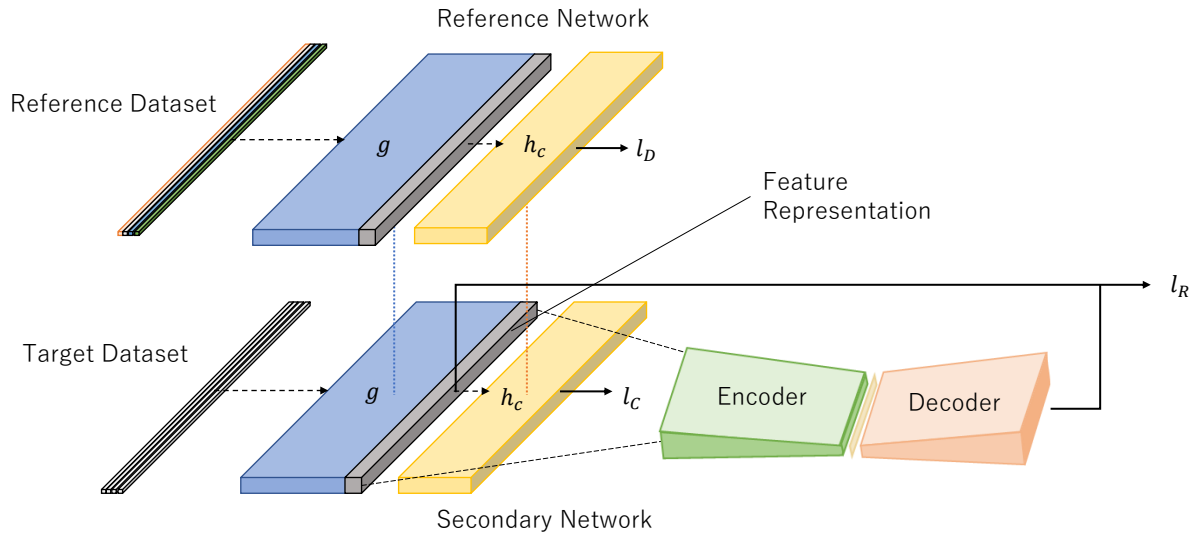 Reference Network
Reference Dataset
g
h_c
l_D
Feature
Representation
l_R
Target Dataset
g
h_c
l_C
Encoder
Decoder
Secondary Network